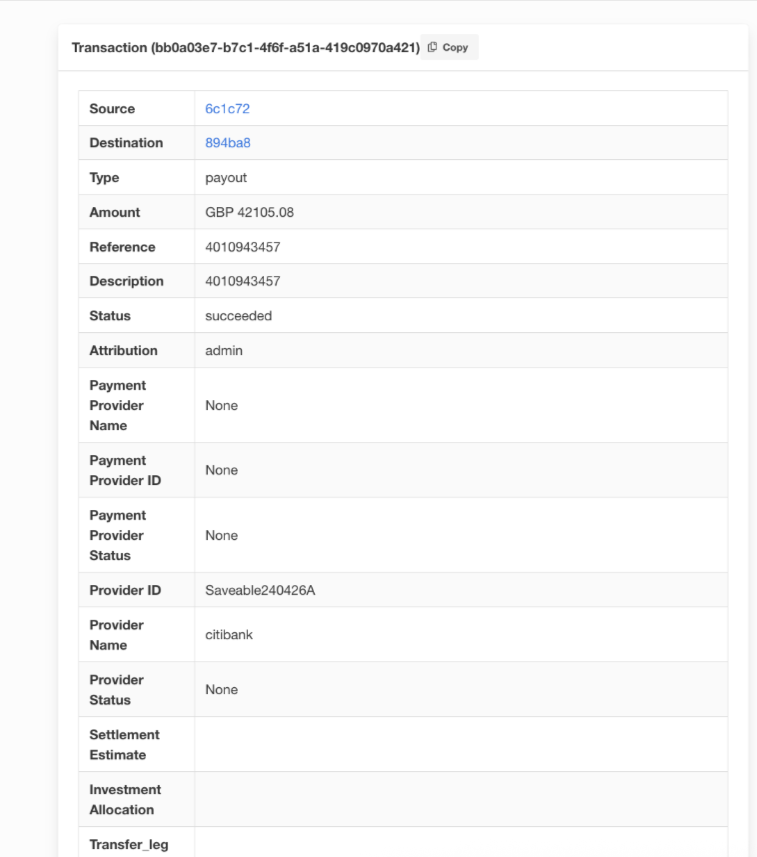 Transaction (bb0a03e7-b7c1-4f6f-a51a-419c0970a421) Copy
Source 6c1c72
Destination 894ba8
Type payout
Amount GBP 42105.08
Reference 4010943457
Description 4010943457
Status succeeded
Attribution admin
Payment
Provider None
Name
Payment
Provider ID None
Payment
Provider None
Status
Provider ID Saveable240426A
Provider
Name citibank
Provider
Status None
Settlement
Estimate
Investment
Allocation
Transfer_leg